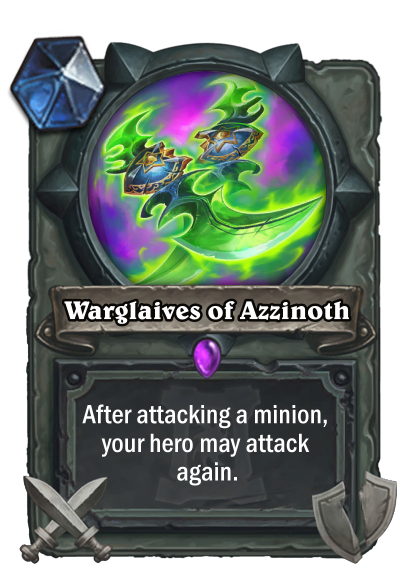 Warglaives of Azzinoth
After attacking a minion,
your hero may attack
again.